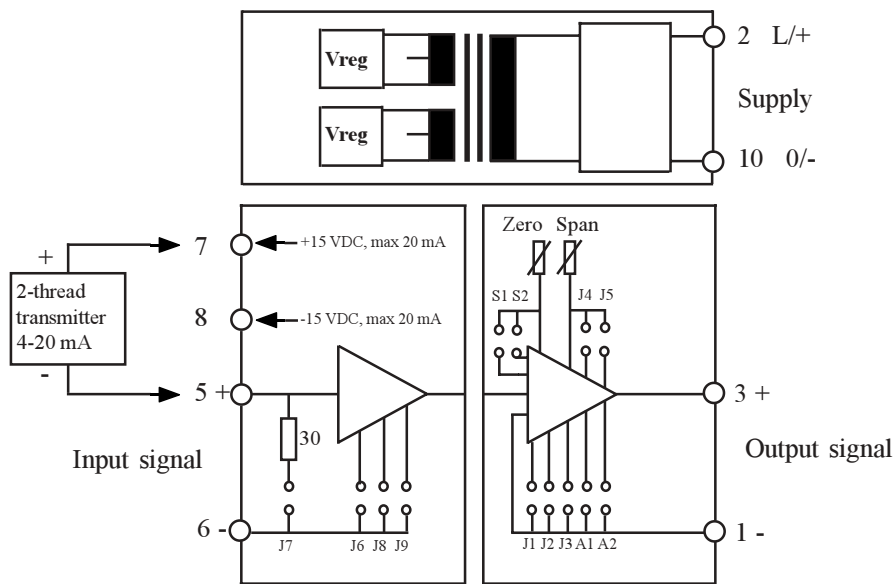 Vreg
2 L/+
Supply
Vreg
10 0/-
Zero Span
7
+15 VDC, max 20 mA
+
2-thread
transmitter
4-20 mA
-
S1 S2
J4 J5
8
-15 VDC, max 20 mA
5 +
3 +
30
Input signal
Output signal
6 -
1 -
J7 J6 J8 J9
J1 J2 J3 A1 A2